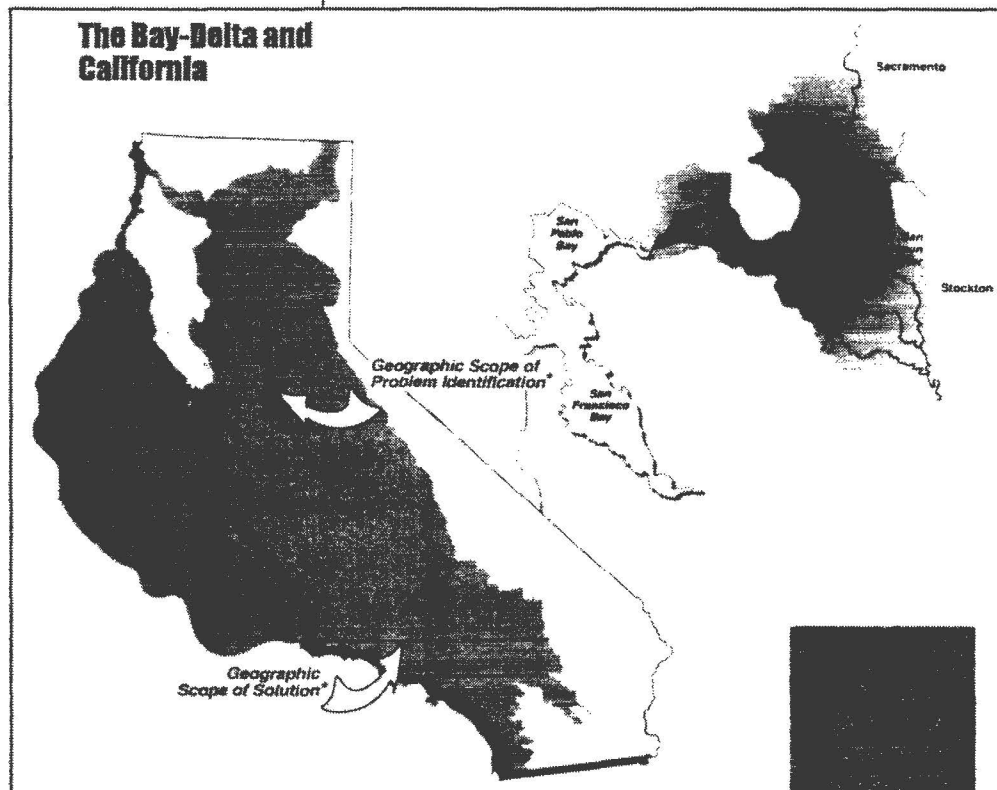 The Bay-Delta and
California
Sacramento
San
Pablo
Bay
Stockton
Geographic Scope of
Problem Identification*
San
Francisco
Bay
Geographic
Scope of Solution*